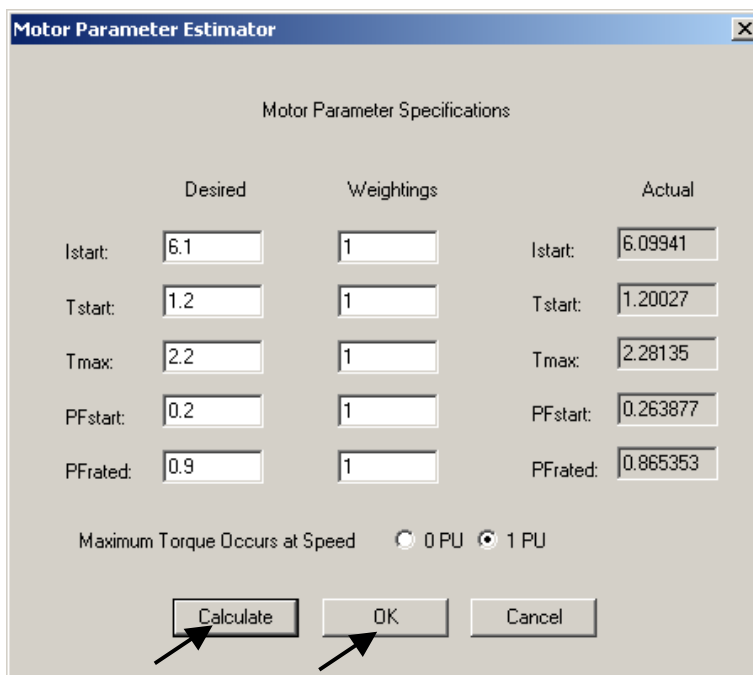 Motor Parameter Estimator
Motor Parameter Specifications
Desired Weightings Actual
Istart: 6.1 1 Istart: 6.09941
Tstart: 1.2 1 Tstart: 1.20027
Tmax: 2.2 1 Tmax: 2.28135
PFstart: 0.2 1 PFstart: 0.263877
PFrated: 0.9 1 PFrated: 0.865353
Maximum Torque Occurs at Speed 0 PU 1 PU
Calculate OK Cancel